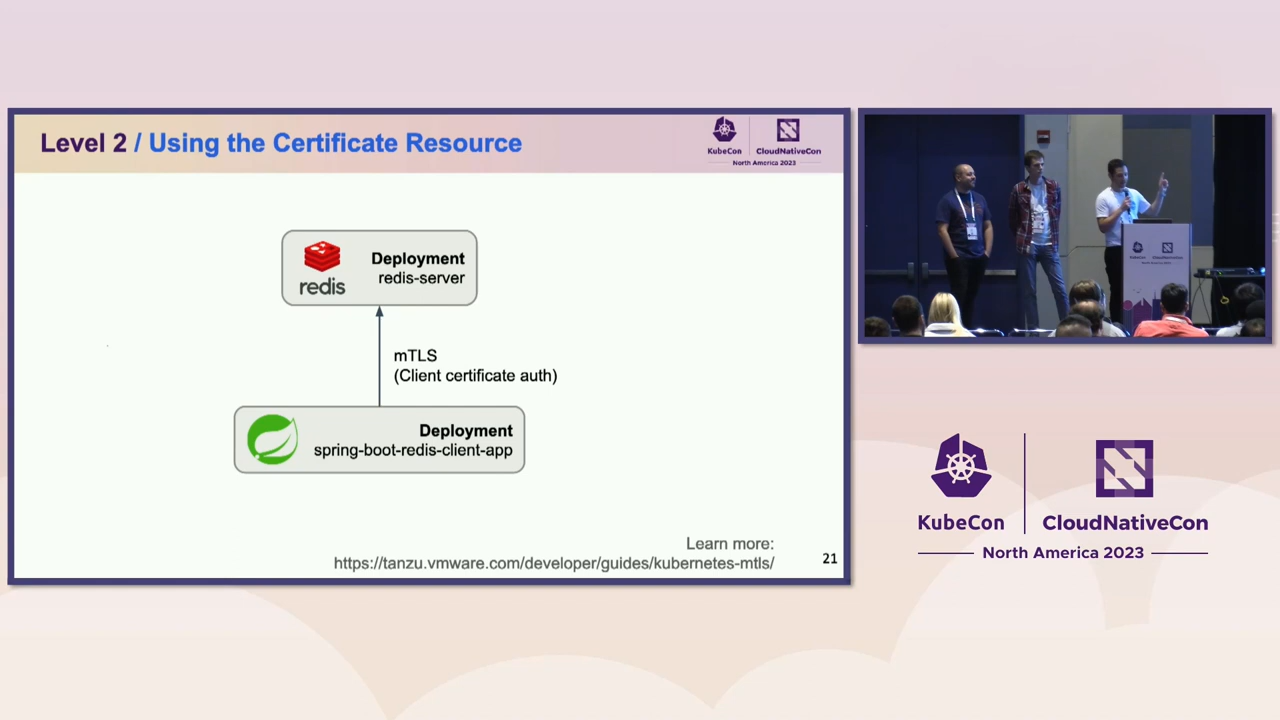 Level 2 / Using the Certificate Resource
KubeCon
CloudNativeCon
North America 2023
redis
Deployment
redis-server
mTLS
(Client certificate auth)
Deployment
spring-boot-redis-client-app
Learn more:
https://tanzu.vmware.com/developer/guides/kubernetes-mtls/
21
KubeCon
CloudNativeCon
KubeCon
CloudNativeCon
North America 2023